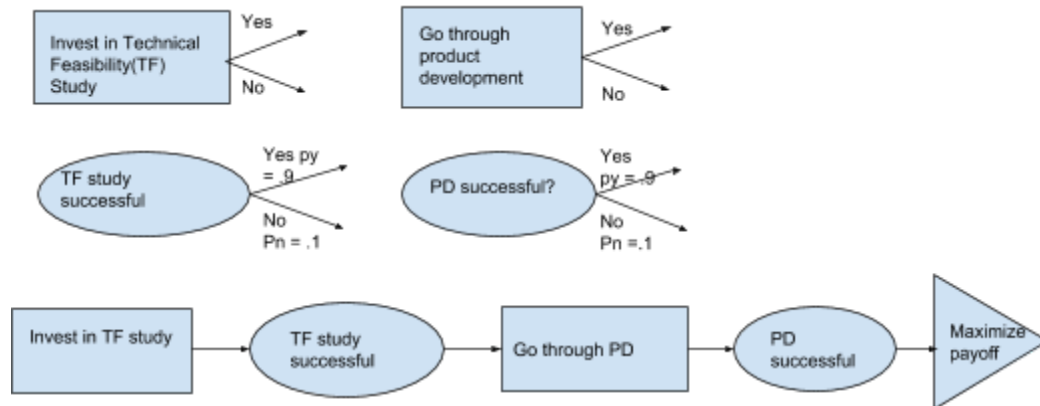 Invest in Technical
Feasibility(TF)
Study
Yes
No
Go through
product
development
Yes
No
TF study
successful
Yes py
= .9
No
Pn = .1
PD successful?
Yes
py = .9
No
Pn =.1
Invest in TF study
TF study
successful
Go through PD
PD
successful
Maximize
payoff